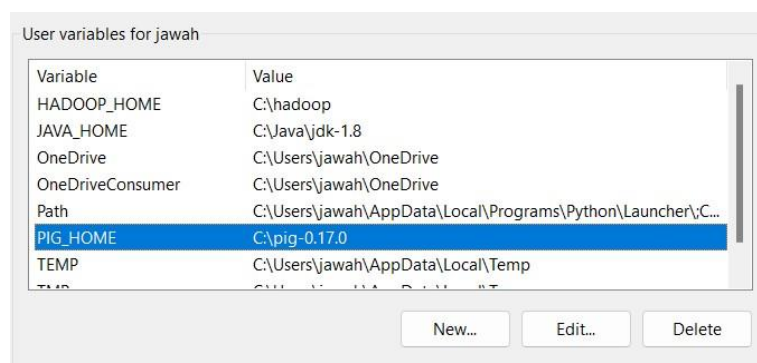 User variables for jawah
Variable Value
HADOOP_HOME C:\hadoop
JAVA_HOME C:\Java\jdk-1.8
OneDrive C:\Users\jawah\OneDrive
OneDriveConsumer C:\Users\jawah\OneDrive
Path C:\Users\jawah\AppData\Local\Programs\Python\Launcher\;C...
PIG_HOME C:\pig-0.17.0
TEMP C:\Users\jawah\AppData\Local\Temp
New... Edit... Delete